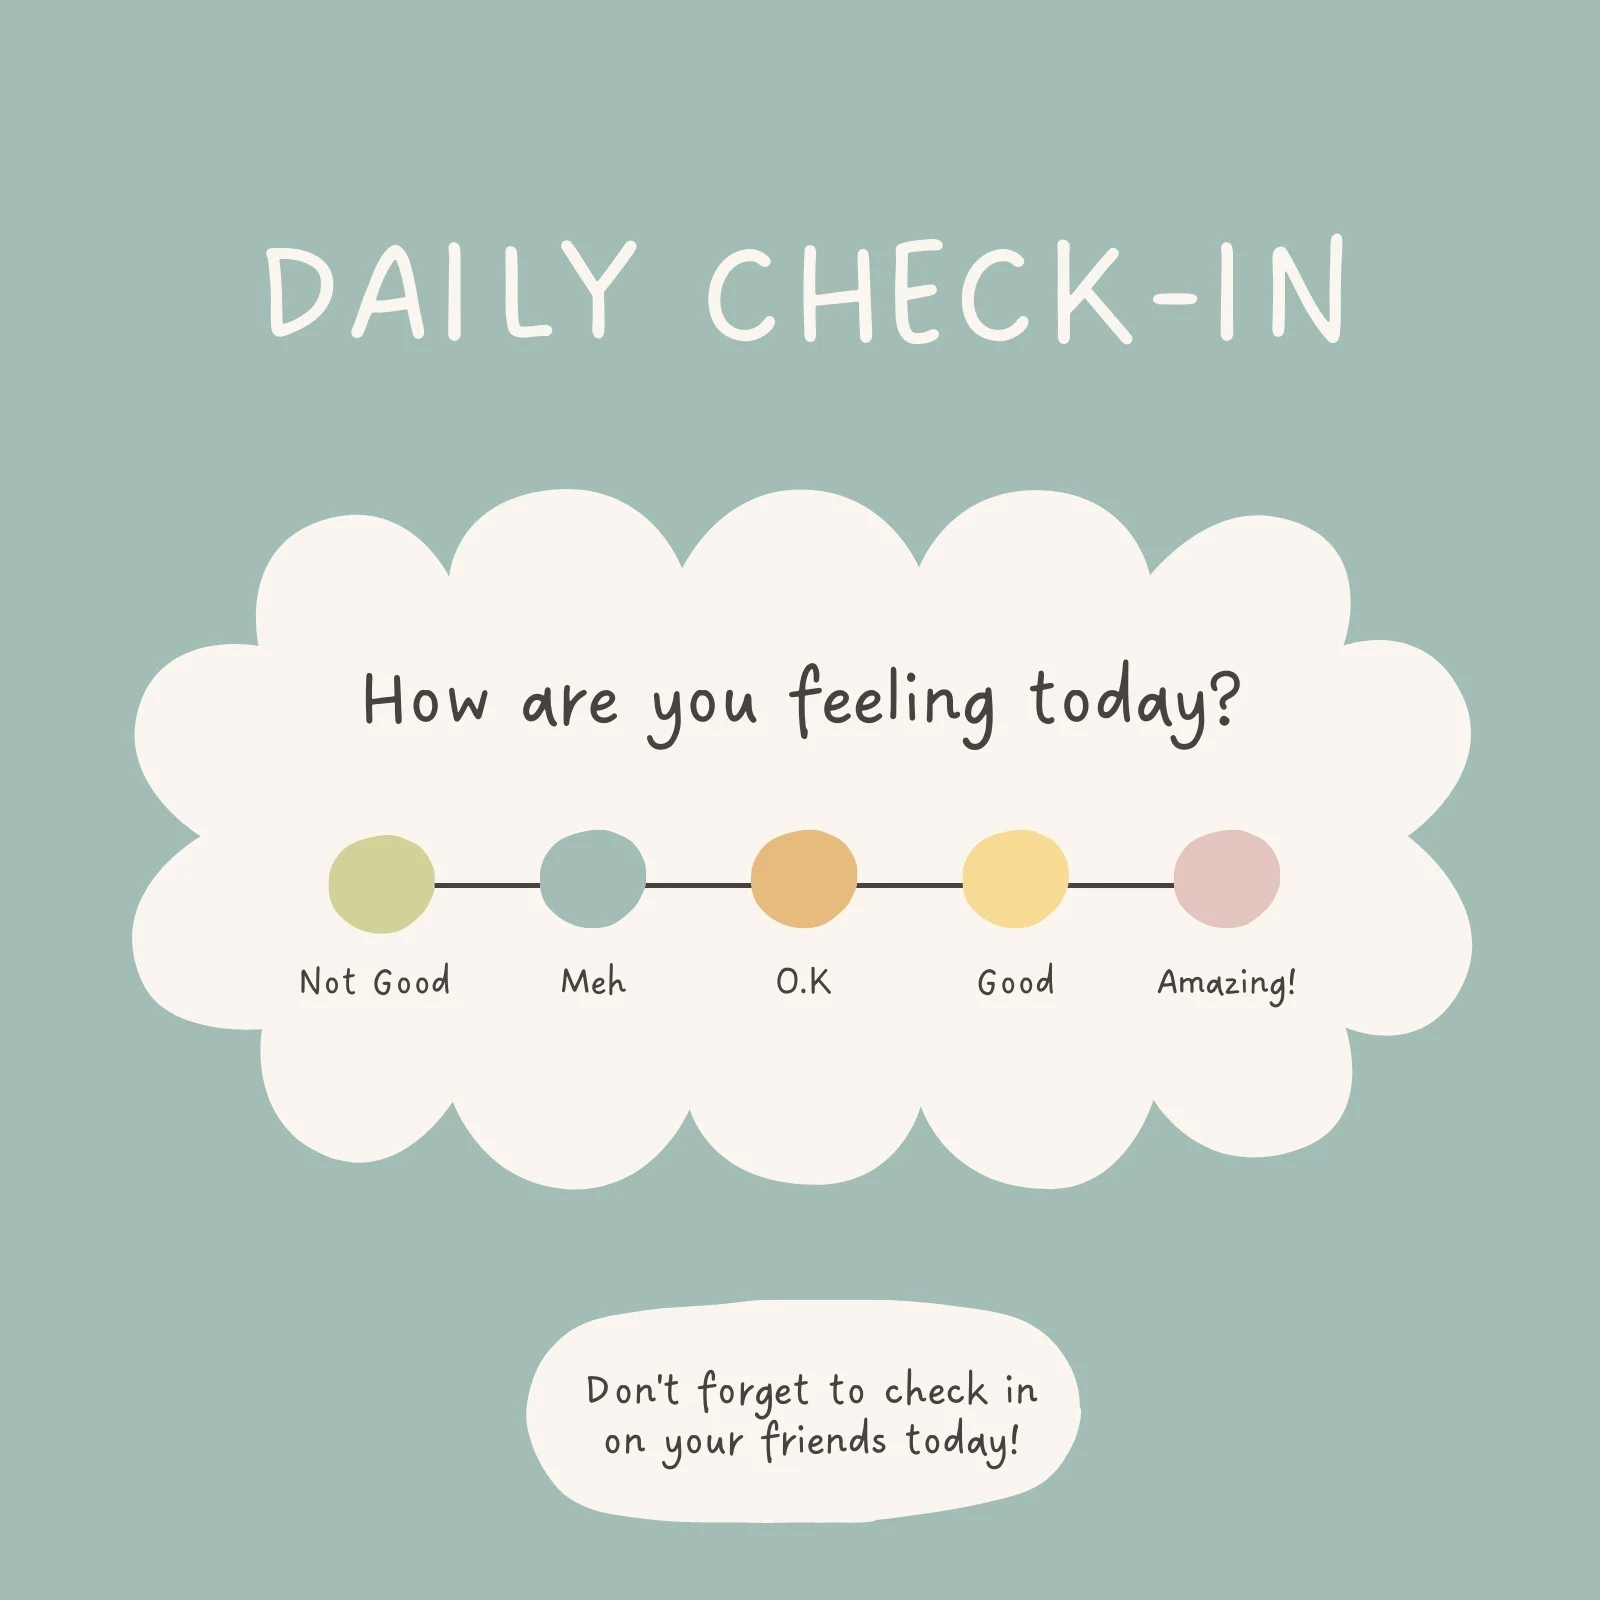 DAILY CHECK-IN
How are you feeling today?
Not Good Meh O.K Good Amazing!
Don't forget to check in
on your friends today!